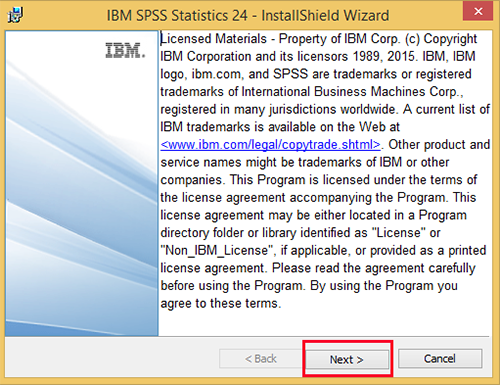 IBM SPSS Statistics 24 - InstallShield Wizard
IBM.
Licensed Materials - Property of IBM Corp. (c) Copyright
IBM Corporation and its licensors 1989, 2015. IBM, IBM
logo, ibm.com, and SPSS are trademarks or registered
trademarks of International Business Machines Corp.,
registered in many jurisdictions worldwide. A current list of
IBM trademarks is available on the Web at
<www.ibm.com/legal/copytrade.shtml>. Other product and
service names might be trademarks of IBM or other
companies. This Program is licensed under the terms of
the license agreement accompanying the Program. This
license agreement may be either located in a Program
directory folder or library identified as "License" or
"Non_IBM_License", if applicable, or provided as a printed
license agreement. Please read the agreement carefully
before using the Program. By using the Program you
agree to these terms.
< Back
Next >
Cancel